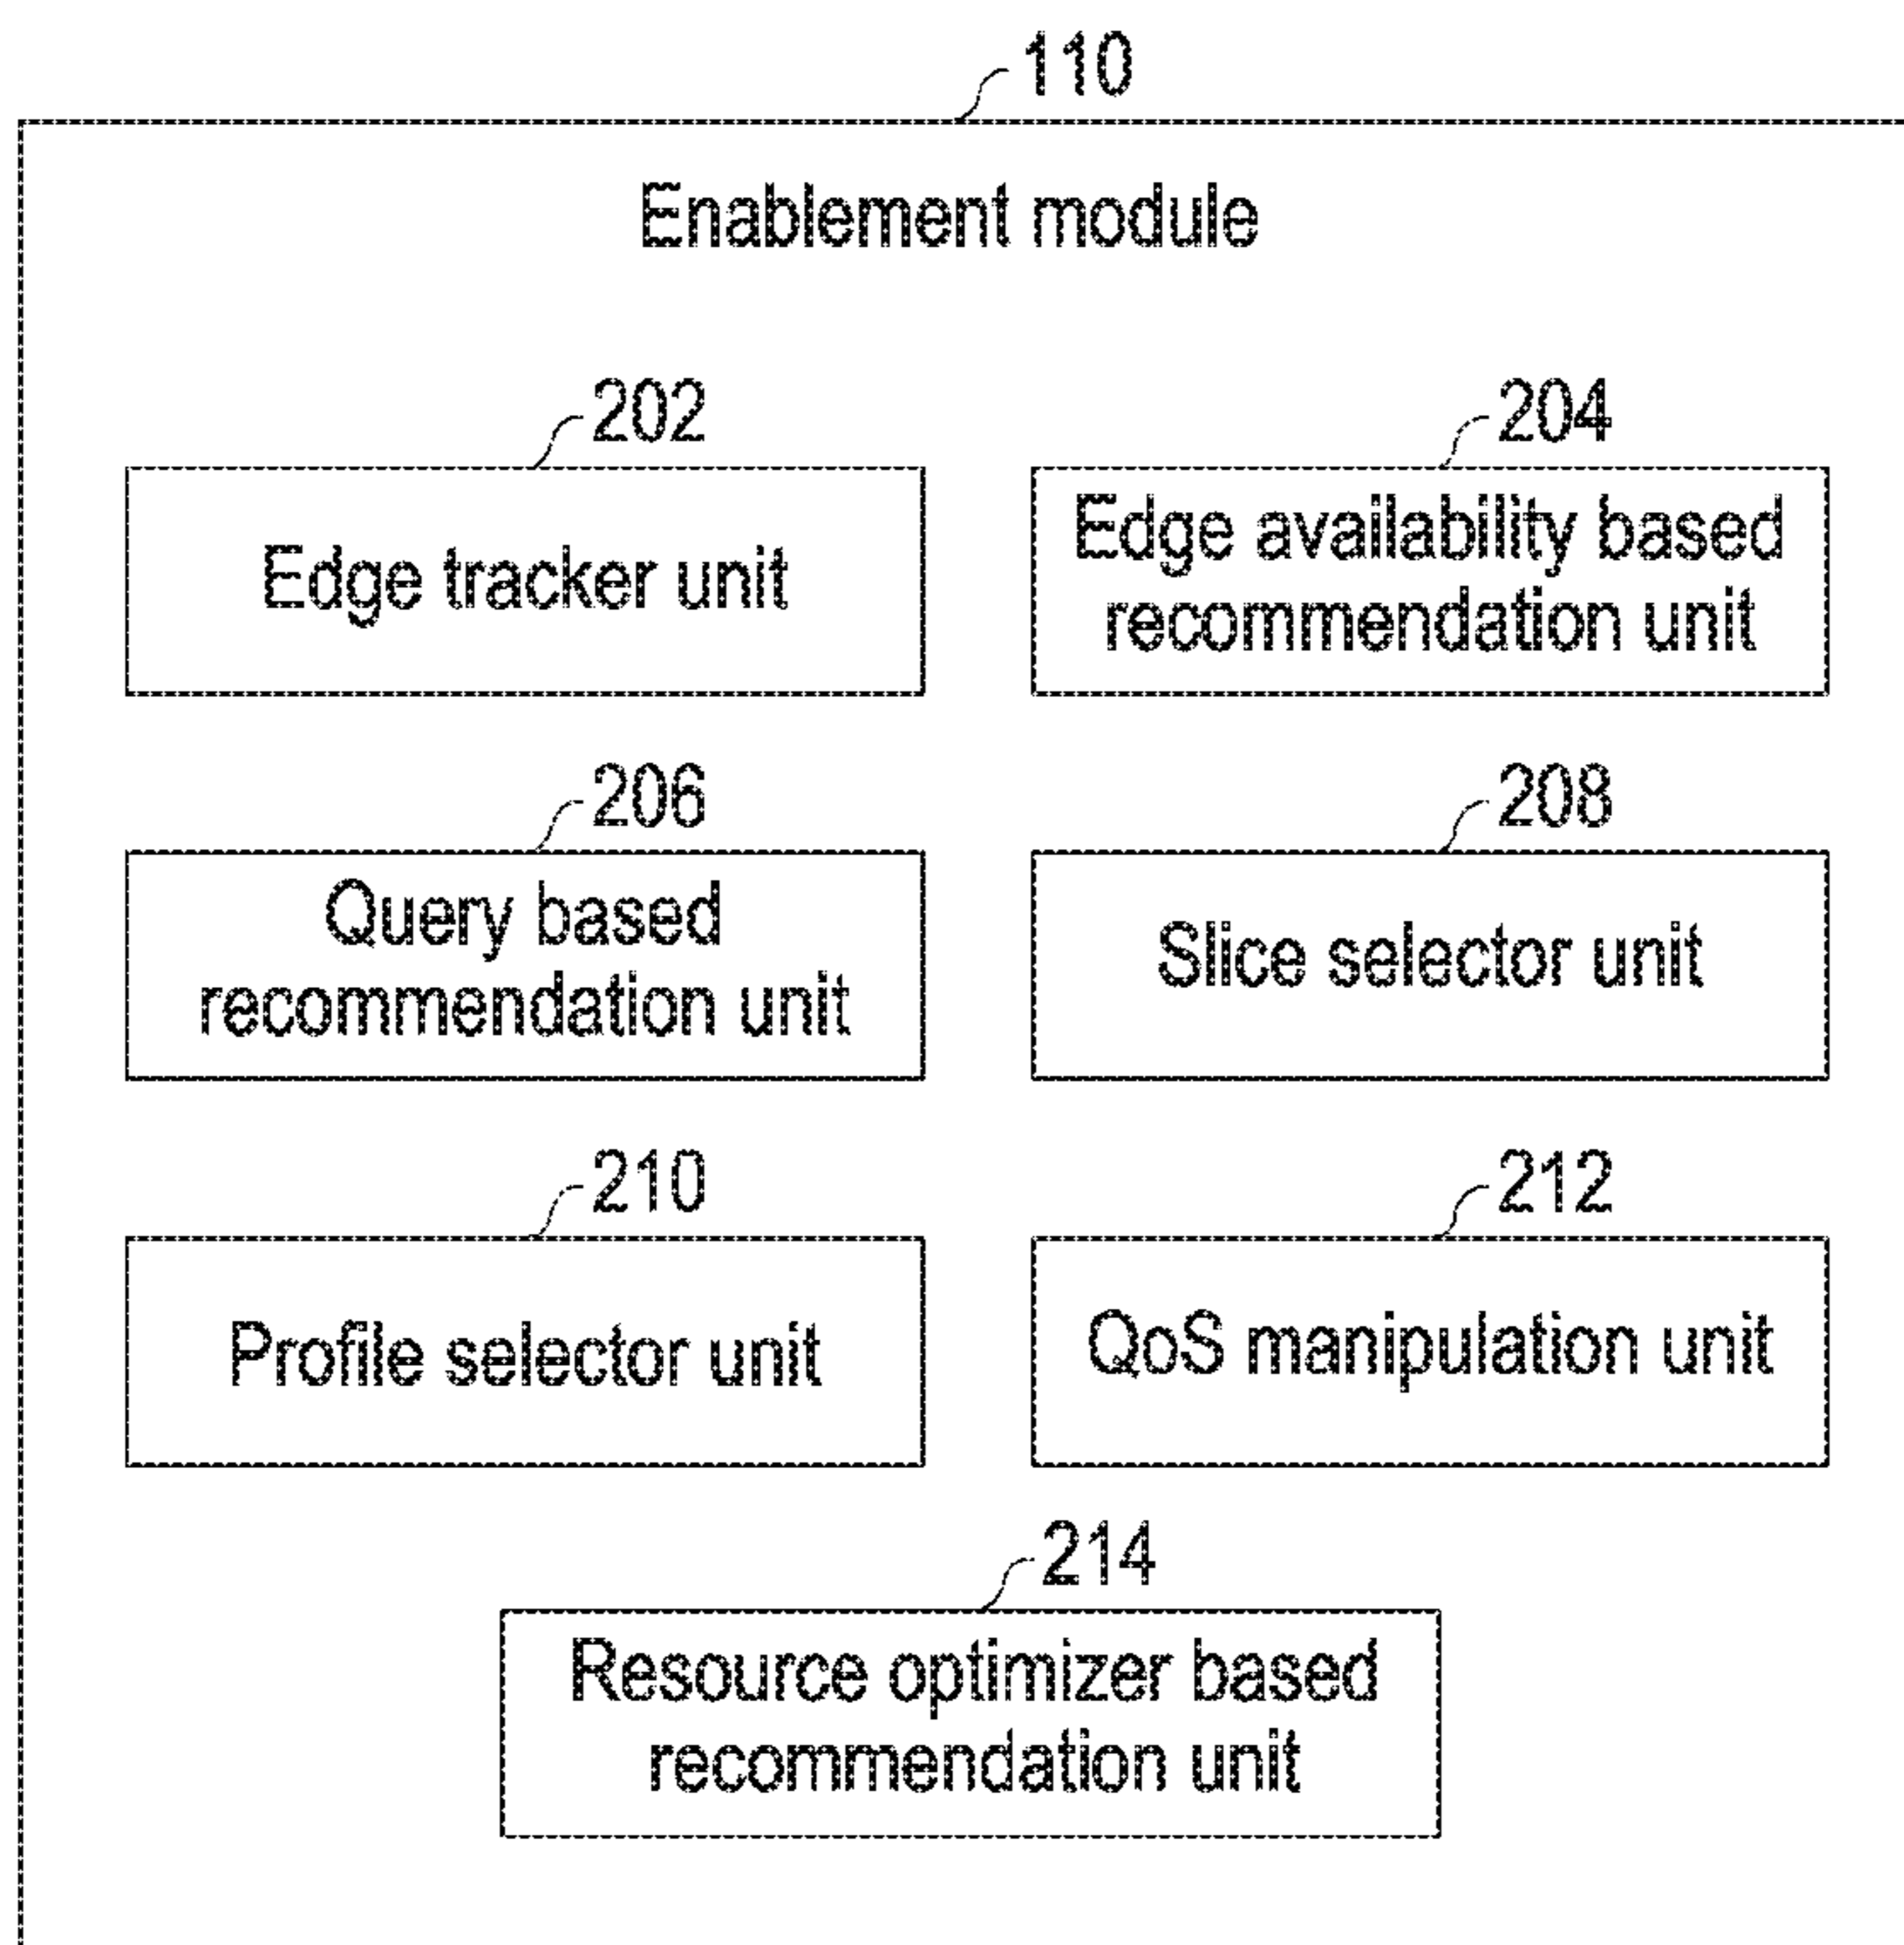 110
Enablement module
202
204
Edge tracker unit
Edge availability based
recommendation unit
206
208
Query based
recommendation unit
Slice selector unit
210
212
Profile selector unit
QoS manipulation unit
214
Resource optimizer based
recommendation unit